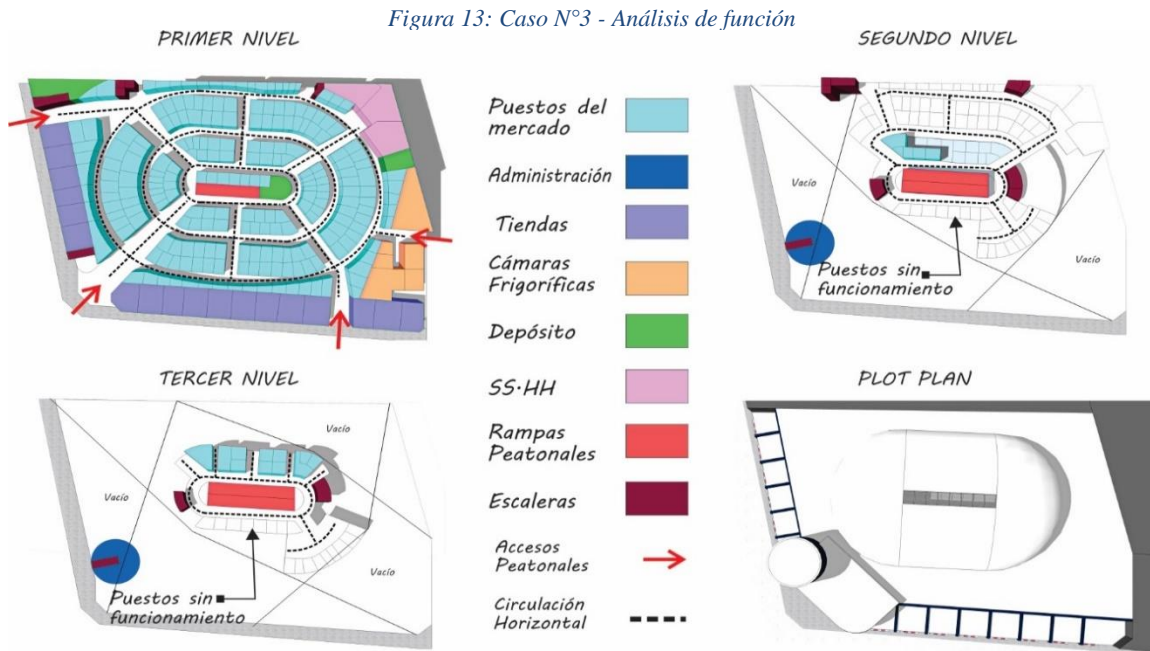 Figura 13: Caso N°3 - Análisis de función
PRIMER NIVEL
SEGUNDO NIVEL
Vacío
Vacío
Puestos sin
funcionamiento
Puestos del
mercado
Administración
Tiendas
Cámaras
Frigoríficas
Depósito
SS·HH
Rampas
Peatonales
Escaleras
Accesos
Peatonales
Circulación
Horizontal
TERCER NIVEL
Vacío
Vacío
Vacío
Puestos sin
funcionamiento
PLOT PLAN